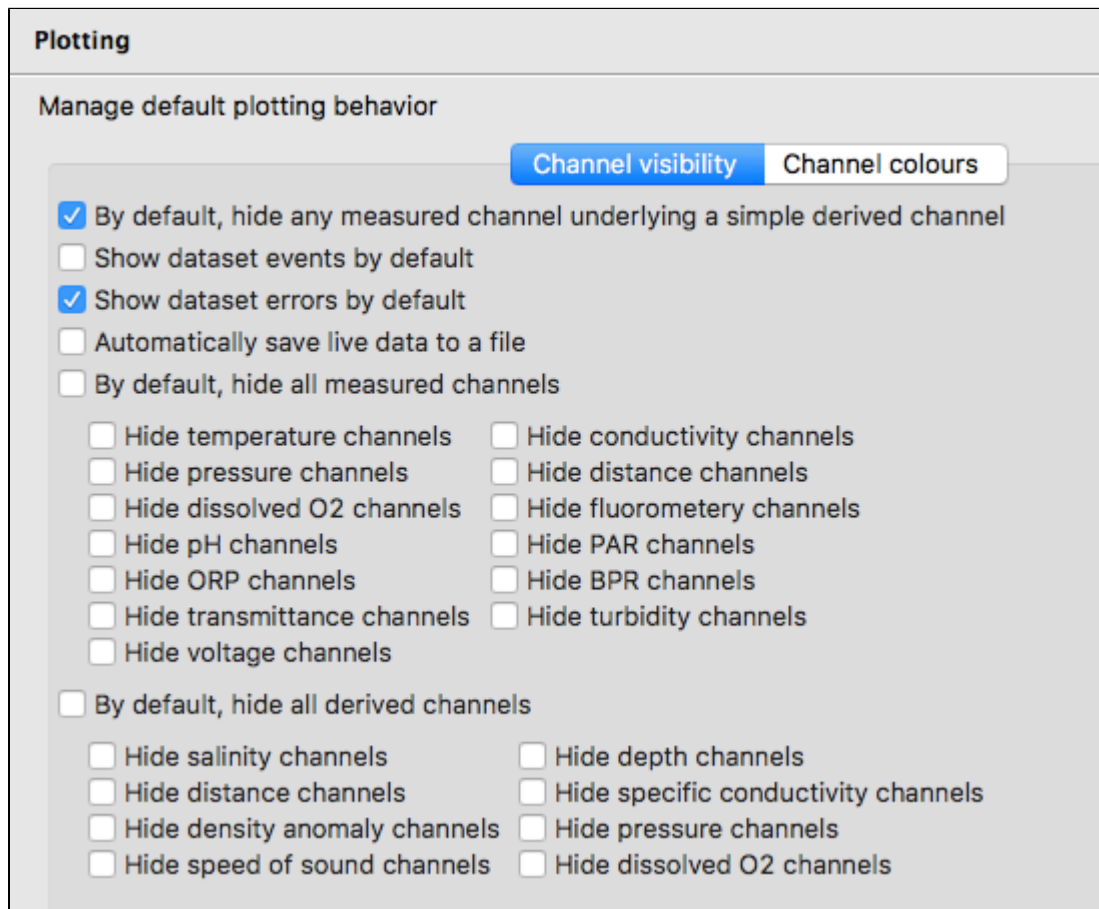 Plotting
Manage default plotting behavior
Channel visibility Channel colours
By default, hide any measured channel underlying a simple derived channel
Show dataset events by default
Show dataset errors by default
Automatically save live data to a file
By default, hide all measured channels
Hide temperature channels Hide conductivity channels
Hide pressure channels Hide distance channels
Hide dissolved O2 channels Hide fluorometery channels
Hide pH channels Hide PAR channels
Hide ORP channels Hide BPR channels
Hide transmittance channels Hide turbidity channels
Hide voltage channels
By default, hide all derived channels
Hide salinity channels Hide depth channels
Hide distance channels Hide specific conductivity channels
Hide density anomaly channels Hide pressure channels
Hide speed of sound channels Hide dissolved O2 channels